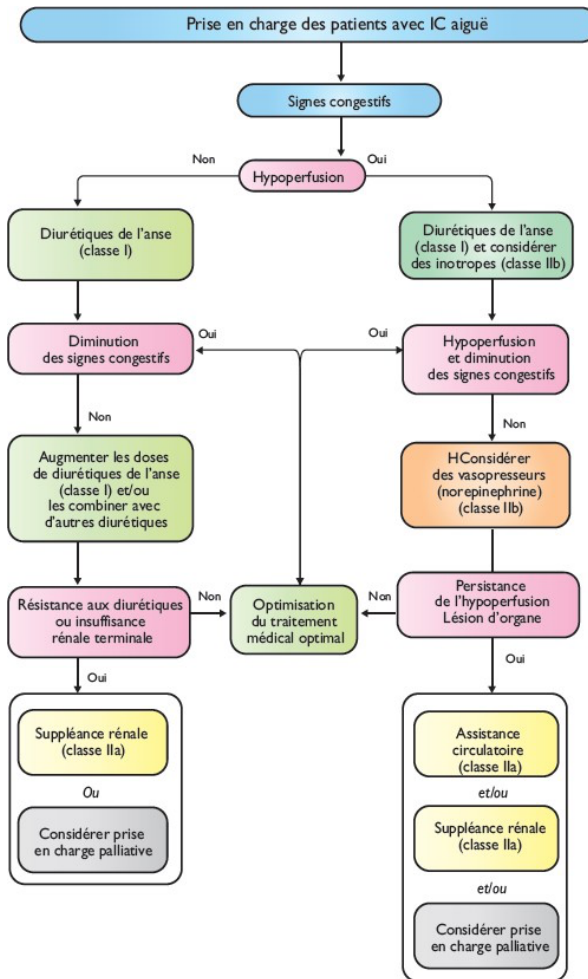 Prise en charge des patients avec IC aiguë
Signes congestifs
Non
Oui
Hypoperfusion
Diurétiques de l'anse
(classe I)
Diurétiques de l'anse
(classe I) et considérer
des inotropes (classe IIb)
Oui
Oui
Diminution
des signes congestifs
Hypoperfusion
et diminution
des signes congestifs
Non
Non
Augmenter les doses
de diurétiques de l'anse
(classe I) et/ou
les combiner avec
d'autres diurétiques
HConsidérer
des vasopresseurs
(norepinephrine)
(classe IIb)
Résistance aux diurétiques
ou insuffisance
rénale terminale
Non
Optimisation
du traitement
médical optimal
Non
Persistance
de l'hypoperfusion
Lésion d'organe
Oui
Oui
Suppléance rénale
(classe IIa)
Ou
Considérer prise
en charge palliative
Assistance
circulatoire
(classe IIa)
et/ou
Suppléance rénale
(classe IIa)
et/ou
Considérer prise
en charge palliative